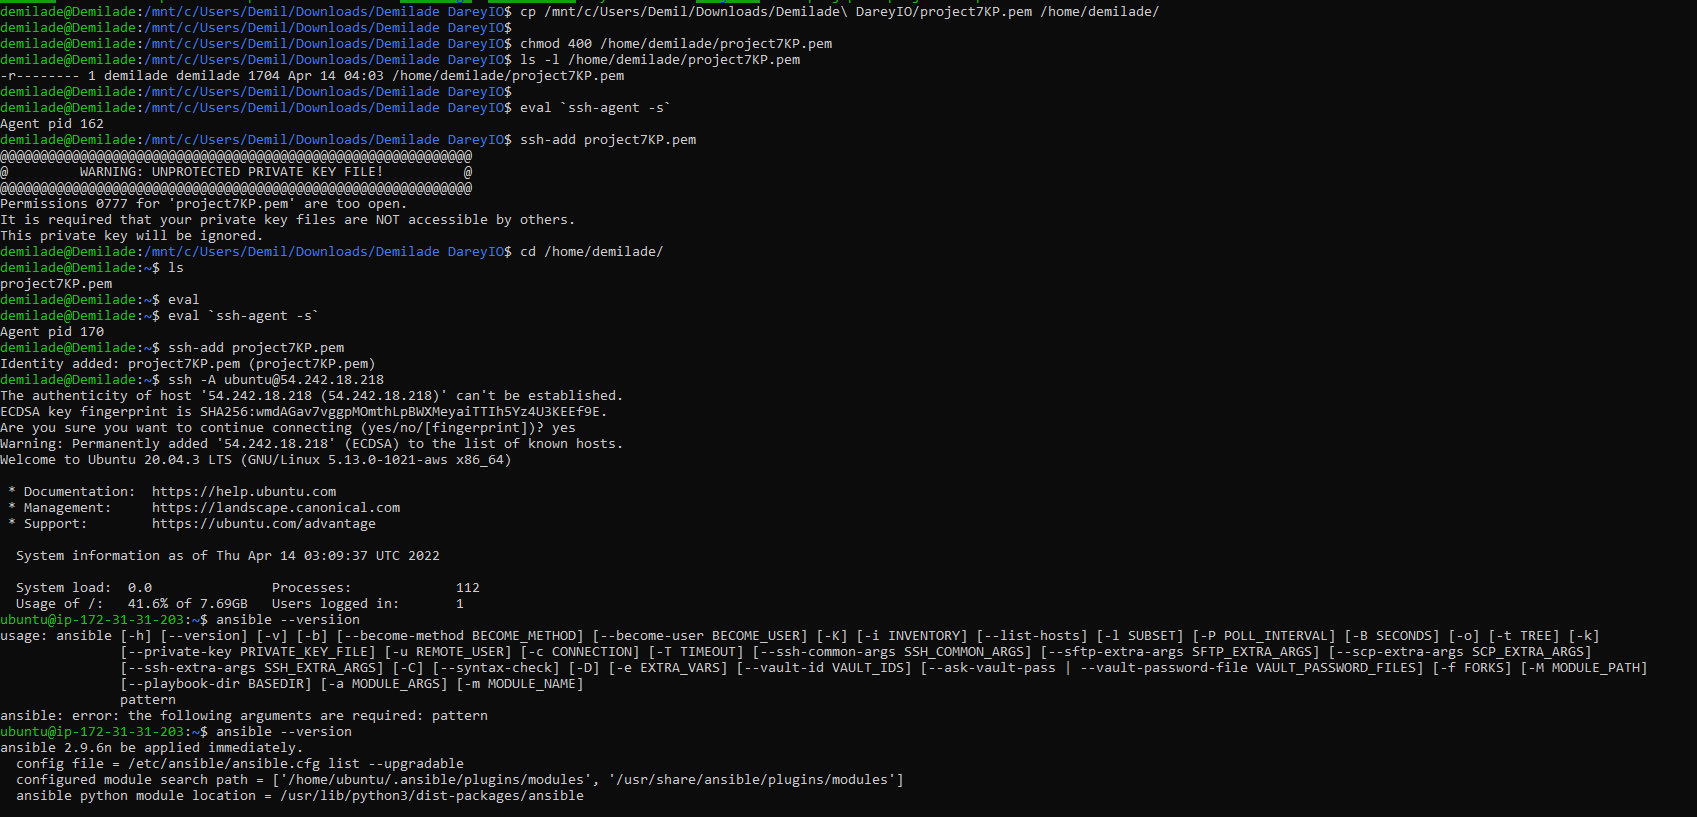 demilade@Demilade:/mnt/c/Users/Demil/Downloads/Demilade DareyIO$ cp /mnt/c/Users/Demil/Downloads/Demilade\ DareyIO/project7KP.pem /home/demilade/
demilade@Demilade:/mnt/c/Users/Demil/Downloads/Demilade DareyIO$
demilade@Demilade:/mnt/c/Users/Demil/Downloads/Demilade DareyIO$ chmod 400 /home/demilade/project7KP.pem
demilade@Demilade:/mnt/c/Users/Demil/Downloads/Demilade DareyIO$ ls -l /home/demilade/project7KP.pem
-r-------- 1 demilade demilade 1704 Apr 14 04:03 /home/demilade/project7KP.pem
demilade@Demilade:/mnt/c/Users/Demil/Downloads/Demilade DareyIO$
demilade@Demilade:/mnt/c/Users/Demil/Downloads/Demilade DareyIO$ eval `ssh-agent -s`
Agent pid 162
demilade@Demilade:/mnt/c/Users/Demil/Downloads/Demilade DareyIO$ ssh-add project7KP.pem
@@@@@@@@@@@@@@@@@@@@@@@@@@@@@@@@@@@@@@@@@@@@@@@@@@@@@@@@@@@
@         WARNING: UNPROTECTED PRIVATE KEY FILE!          @
@@@@@@@@@@@@@@@@@@@@@@@@@@@@@@@@@@@@@@@@@@@@@@@@@@@@@@@@@@@
Permissions 0777 for 'project7KP.pem' are too open.
It is required that your private key files are NOT accessible by others.
This private key will be ignored.
demilade@Demilade:/mnt/c/Users/Demil/Downloads/Demilade DareyIO$ cd /home/demilade/
demilade@Demilade:~$ ls
project7KP.pem
demilade@Demilade:~$ eval
demilade@Demilade:~$ eval `ssh-agent -s`
Agent pid 170
demilade@Demilade:~$ ssh-add project7KP.pem
Identity added: project7KP.pem (project7KP.pem)
demilade@Demilade:~$ ssh -A ubuntu@54.242.18.218
The authenticity of host '54.242.18.218 (54.242.18.218)' can't be established.
ECDSA key fingerprint is SHA256:wmdAGav7vggpMOmthLpBWXMeyaiTTIh5Yz4U3KEEf9E.
Are you sure you want to continue connecting (yes/no/[fingerprint])? yes
Warning: Permanently added '54.242.18.218' (ECDSA) to the list of known hosts.
Welcome to Ubuntu 20.04.3 LTS (GNU/Linux 5.13.0-1021-aws x86_64)
* Documentation:  https://help.ubuntu.com
* Management:     https://landscape.canonical.com
* Support:        https://ubuntu.com/advantage
System information as of Thu Apr 14 03:09:37 UTC 2022
System load:  0.0               Processes:             112
Usage of /:   41.6% of 7.69GB   Users logged in:       1
ubuntu@ip-172-31-31-203:~$ ansible --versiion
usage: ansible [-h] [--version] [-v] [-b] [--become-method BECOME_METHOD] [--become-user BECOME_USER] [-K] [-i INVENTORY] [--list-hosts] [-l SUBSET] [-P POLL_INTERVAL] [-B SECONDS] [-o] [-t TREE] [-k]
[--private-key PRIVATE_KEY_FILE] [-u REMOTE_USER] [-c CONNECTION] [-T TIMEOUT] [--ssh-common-args SSH_COMMON_ARGS] [--sftp-extra-args SFTP_EXTRA_ARGS] [--scp-extra-args SCP_EXTRA_ARGS]
[--ssh-extra-args SSH_EXTRA_ARGS] [-C] [--syntax-check] [-D] [-e EXTRA_VARS] [--vault-id VAULT_IDS] [--ask-vault-pass | --vault-password-file VAULT_PASSWORD_FILES] [-f FORKS] [-M MODULE_PATH]
[--playbook-dir BASEDIR] [-a MODULE_ARGS] [-m MODULE_NAME]
pattern
ansible: error: the following arguments are required: pattern
ubuntu@ip-172-31-31-203:~$ ansible --version
ansible 2.9.6n be applied immediately.
config file = /etc/ansible/ansible.cfg list --upgradable
configured module search path = ['/home/ubuntu/.ansible/plugins/modules', '/usr/share/ansible/plugins/modules']
ansible python module location = /usr/lib/python3/dist-packages/ansible